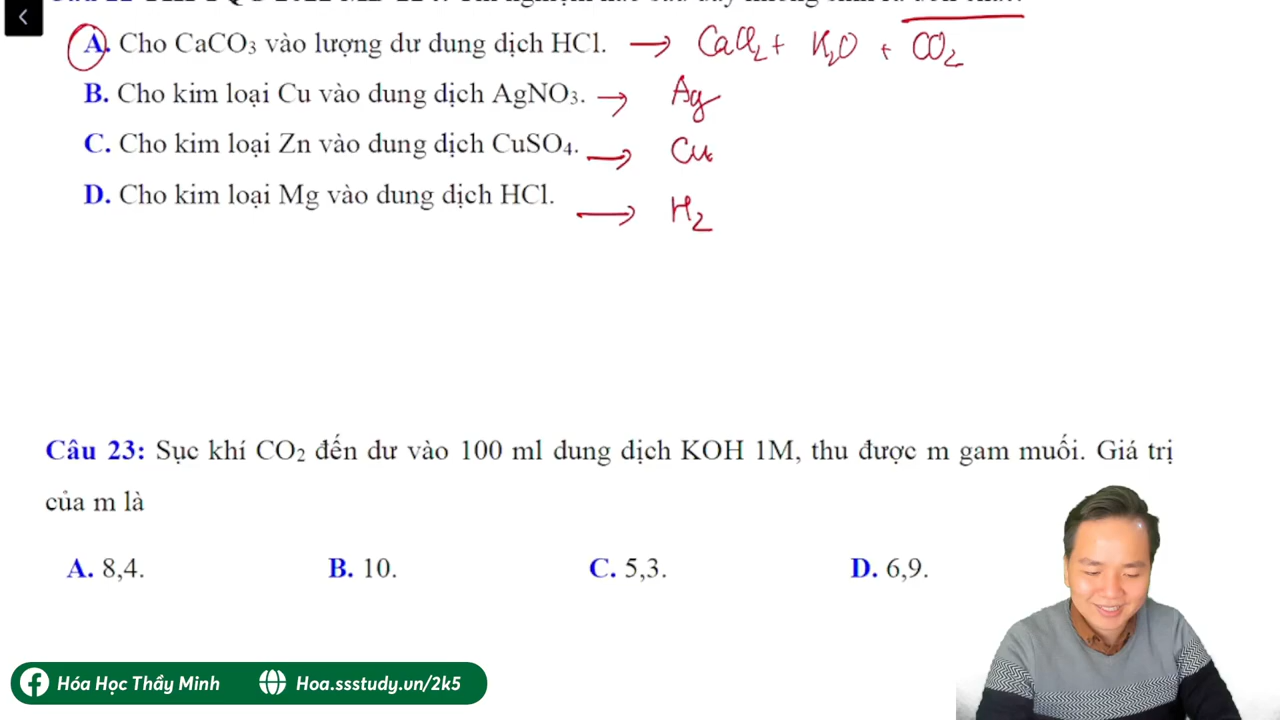 A. Cho CaCO₃ vào lượng dư dung dịch HCl. → CaCl₂ + H₂O + CO₂
B. Cho kim loại Cu vào dung dịch AgNO₃. → Ag
C. Cho kim loại Zn vào dung dịch CuSO₄. → Cu
D. Cho kim loại Mg vào dung dịch HCl. → H₂
Câu 23: Sục khí CO₂ đến dư vào 100 ml dung dịch KOH 1M, thu được m gam muối. Giá trị
của m là
A. 8,4. B. 10. C. 5,3. D. 6,9.
Hóa Học Thầy Minh Hoa.ssstudy.vn/2k5